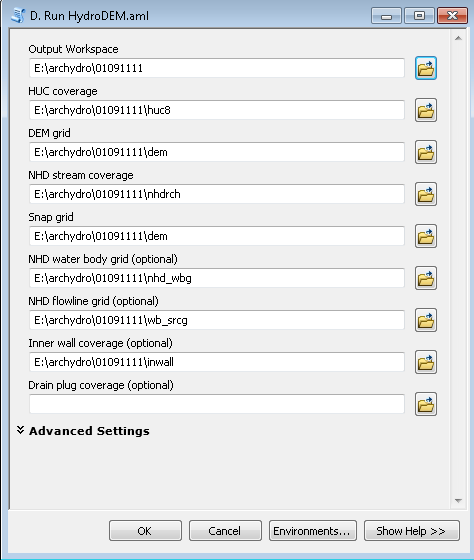 D. Run HydroDEM.aml
Output Workspace
E:\archydro\01091111
HUC coverage
E:\archydro\01091111\huc8
DEM grid
E:\archydro\01091111\dem
NHD stream coverage
E:\archydro\01091111\nhdrch
Snap grid
E:\archydro\01091111\dem
NHD water body grid (optional)
E:\archydro\01091111\nhd_wbg
NHD flowline grid (optional)
E:\archydro\01091111\wb_srcg
Inner wall coverage (optional)
E:\archydro\01091111\inwall
Drain plug coverage (optional)
Advanced Settings
OK Cancel Environments... Show Help >>